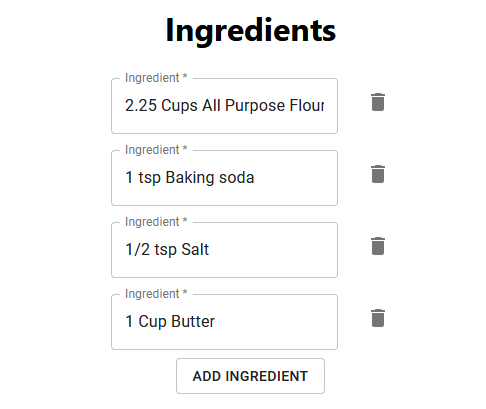 Ingredients
Ingredient *
2.25 Cups All Purpose Flour
Ingredient *
1 tsp Baking soda
Ingredient *
1/2 tsp Salt
Ingredient *
1 Cup Butter
ADD INGREDIENT